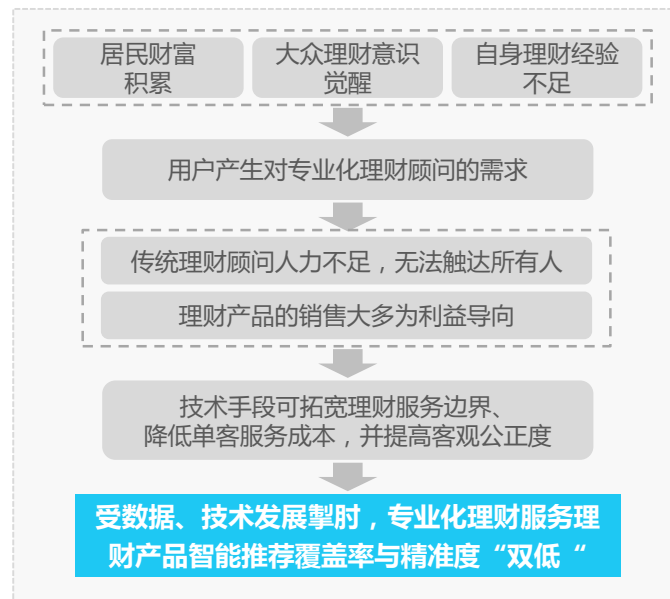 居民财富
积累
大众理财意识
觉醒
自身理财经验
不足
用户产生对专业化理财顾问的需求
传统理财顾问人力不足，无法触达所有人
理财产品的销售大多为利益导向
技术手段可拓宽理财服务边界、
降低单客服务成本，并提高客观公正度
受数据、技术发展掣肘，专业化理财服务理
财产品智能推荐覆盖率与精准度“双低“